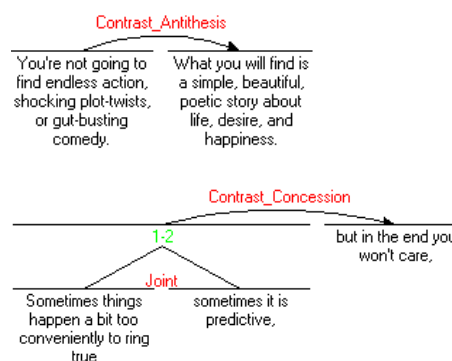 Contrast_Antithesis
You're not going to
find endless action,
shocking plot-twists,
or gut-busting
comedy.
What you will find is
a simple, beautiful,
poetic story about
life, desire, and
happiness.
Contrast_Concession
1-2
but in the end you
won't care,
Joint
Sometimes things
happen a bit too
conveniently to ring
true
sometimes it is
predictive,